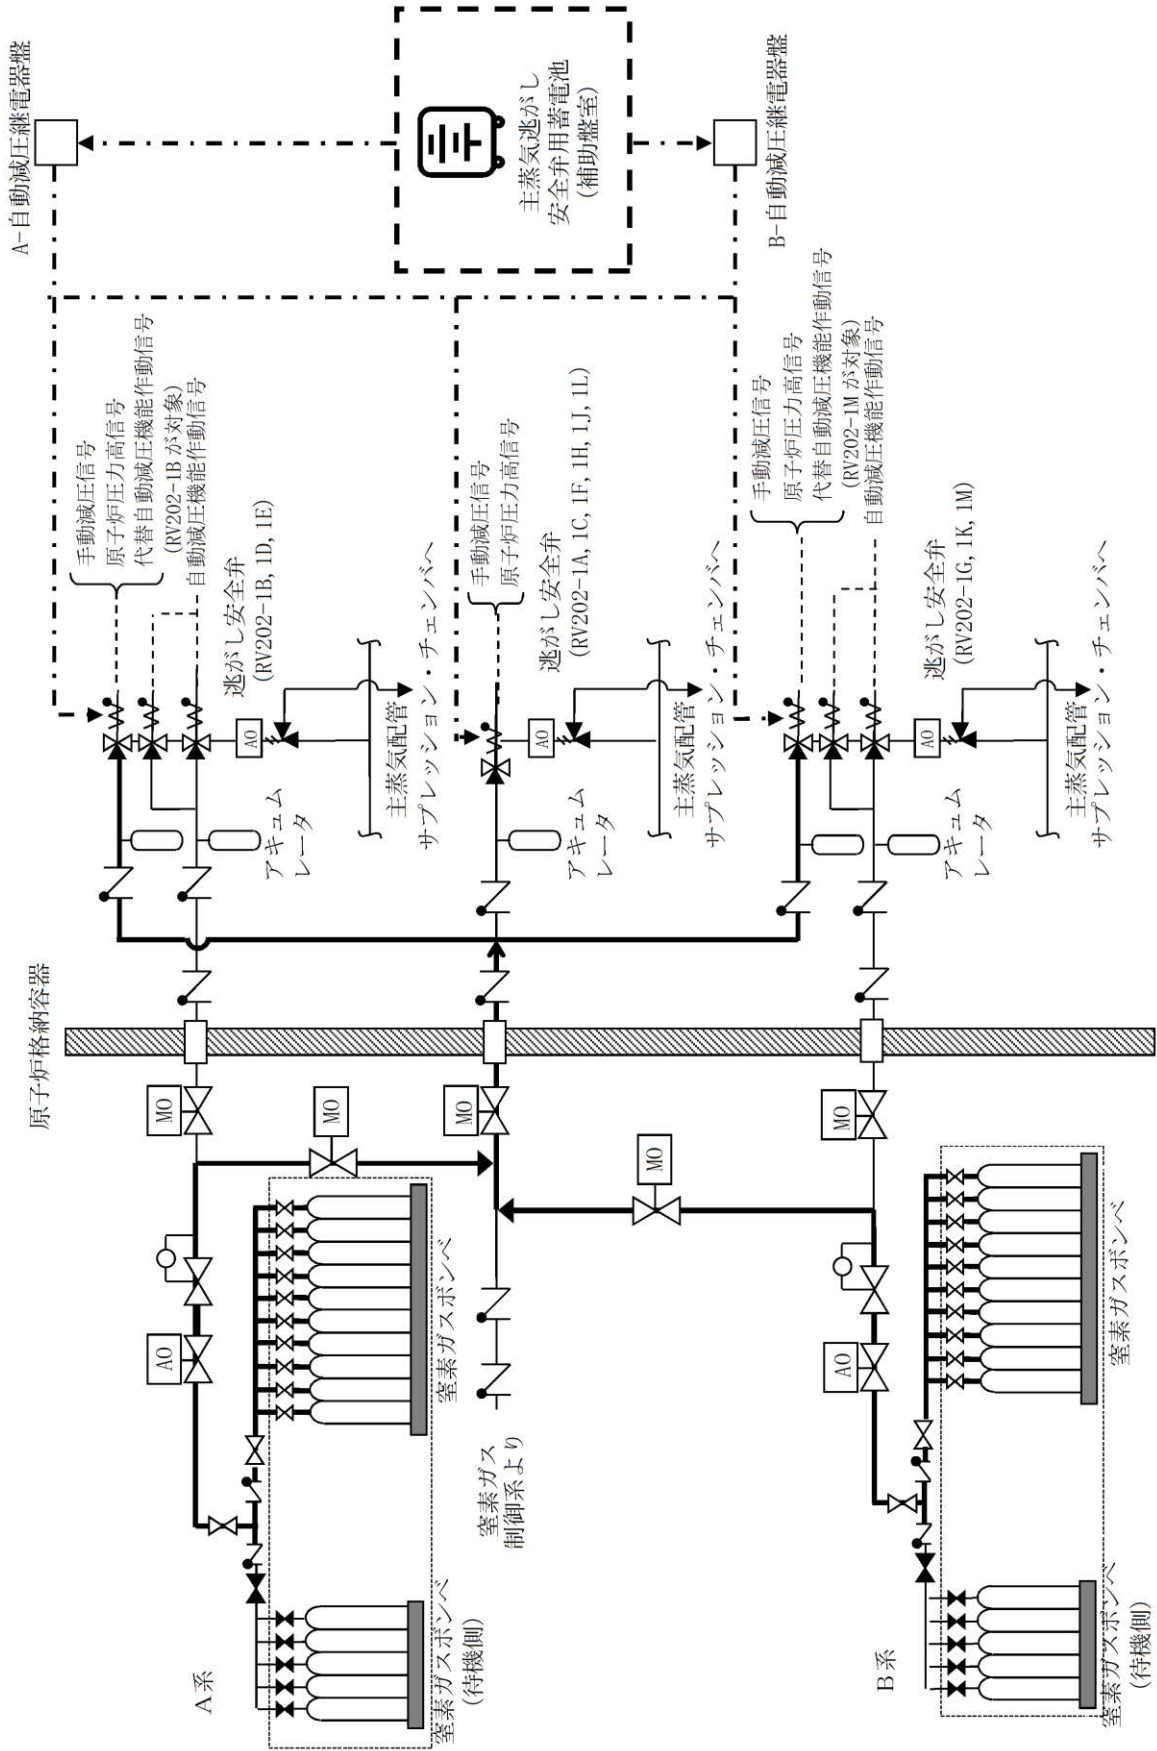 原子炉格納容器
A系
窒素ガスボンベ
(待機側)
窒素ガスボンベ
AO
MO
MO
アキュム
レータ
AO
主蒸気配管
サプレッション・チェンバへ
逃がし安全弁
(RV202-1B, 1D, 1E)
手動減圧信号
原子炉圧力高信号
代替自動減圧機能作動信号
(RV202-1Bが対象)
自動減圧機能作動信号
A-自動減圧継電器盤
窒素ガス
制御系より
MO
アキュム
レータ
AO
主蒸気配管
サプレッション・チェンバへ
逃がし安全弁
(RV202-1A, 1C, 1F, 1H, 1J, 1L)
手動減圧信号
原子炉圧力高信号
主蒸気逃がし
安全弁用蓄電池
(補助盤室)
B系
窒素ガスボンベ
(待機側)
窒素ガスボンベ
AO
MO
MO
アキュム
レータ
AO
主蒸気配管
サプレッション・チェンバへ
逃がし安全弁
(RV202-1G, 1K, 1M)
手動減圧信号
原子炉圧力高信号
代替自動減圧機能作動信号
(RV202-1Mが対象)
自動減圧機能作動信号
B-自動減圧継電器盤